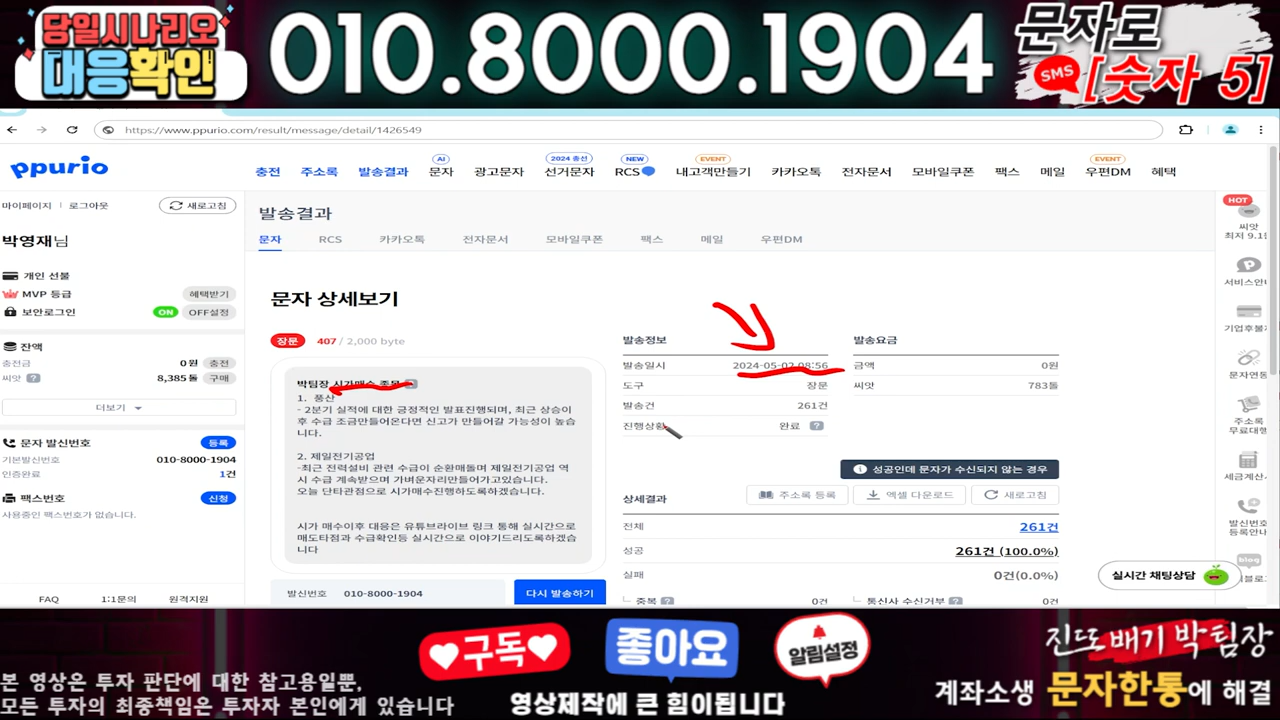 당일시나리오
대응확인
010.8000.1904
문자로
SMS [숫자 5]
https://www.ppurio.com/result/message/detail/1426549
ppurio
충전 주소록 발송결과 AI 문자 광고문자 2024 총선 선거문자 NEW RCS EVENT 내고객만들기 카카오톡 전자문서 모바일쿠폰 팩스 메일 EVENT 우편DM 혜택
마이페이지 로그아웃 새로고침
박영재님
개인 선불
MVP 등급 혜택받기
보안로그인 ON OFF설정
잔액
충전금 0원 충전
씨앗 ? 8,385톨 구매
더보기
문자 발신번호 등록
기본발신번호 010-8000-1904
인증완료 1건
팩스번호 신청
사용중인 팩스번호가 없습니다.
FAQ 1:1문의 원격지원
발송결과
문자 RCS 카카오톡 전자문서 모바일쿠폰 팩스 메일 우편DM
문자 상세보기
장문 407 / 2,000 byte
박팀장 시가매수 종목
1. 풍산
- 2분기 실적에 대한 긍정적인 발표진행되며, 최근 상승이
후 수급 조금만들어온다면 신고가 만들어갈 가능성이 높습
니다.
2. 제일전기공업
-최근 전력설비 관련 수급이 순환매돌며 제일전기공업 역
시 수급 계속받으며 가벼운자리만들어가고있습니다.
오늘 단타관점으로 시가매수진행하도록하겠습니다.
시가 매수이후 대응은 유튜브라이브 링크 통해 실시간으로
매도타점과 수급확인등 실시간으로 이야기드리도록하겠습
니다
발신번호 010-8000-1904 다시 발송하기
발송정보
발송일시 2024-05-02 08:56
도구 장문
발송건 261건
진행상황 완료 ?
발송요금
금액 0원
씨앗 783톨
성공인데 문자가 수신되지 않는 경우
상세결과 주소록 등록 엑셀 다운로드 새로고침
전체 261건
성공 261건 (100.0%)
실패 0건(0.0%)
중복 ? 0건 통신사 수신거부 ? 0건
HOT
씨앗
최저 9.1
서비스안
기업후불
문자연동
주소록
무료대행
세금계산
발신번호
등록안내
blog
실시간 채팅상담
본 영상은 투자 판단에 대한 참고용일뿐,
모든 투자의 최종책임은 투자자 본인에게 있습니다
구독 좋아요 알림설정
영상제작에 큰 힘이됩니다
진또배기 박팀장
계좌소생 문자한통에 해결